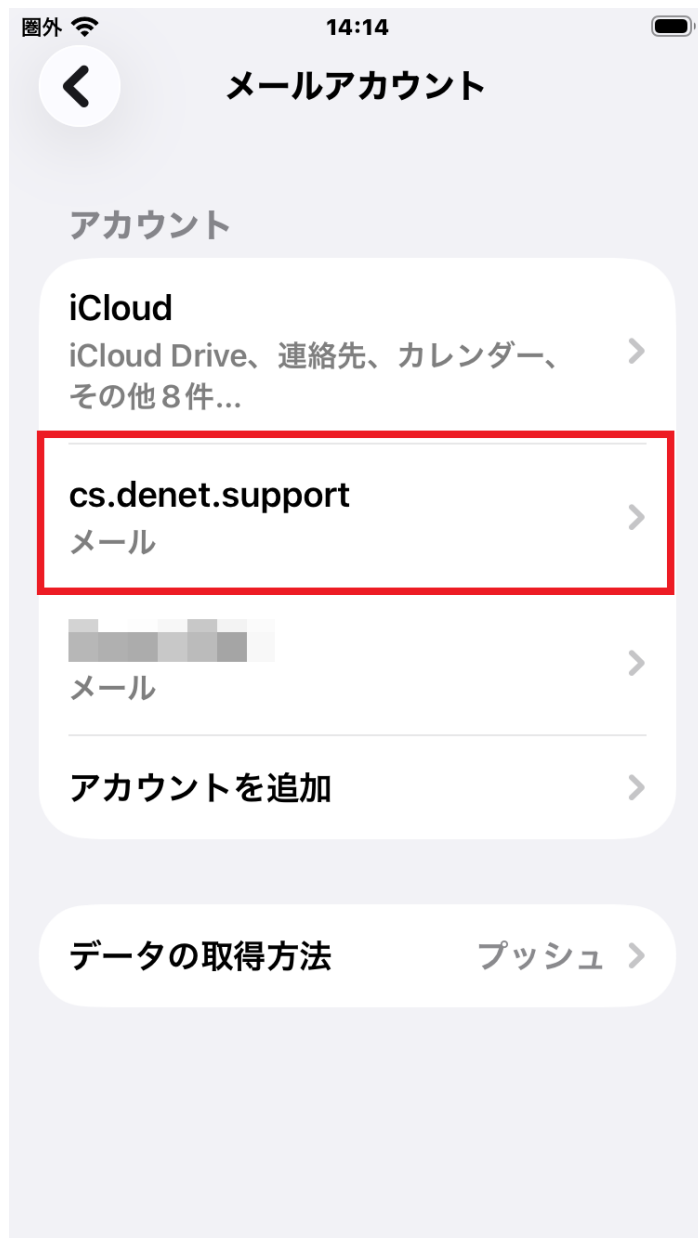 圏外
14:14
メールアカウント
アカウント
iCloud
iCloud Drive、連絡先、カレンダー、
その他８件...
cs.denet.support
メール
メール
アカウントを追加
データの取得方法 プッシュ